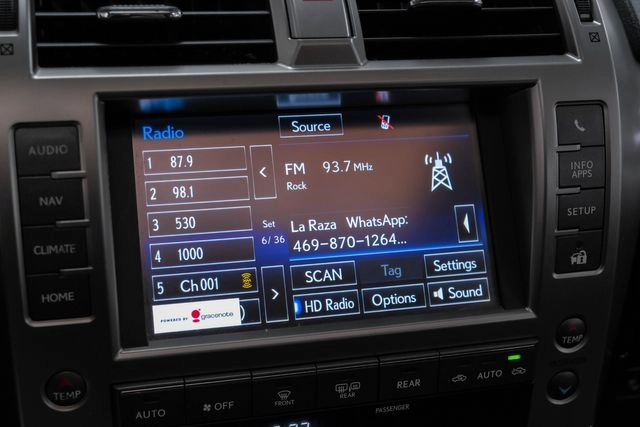 Radio
Source
1 87.9
2 98.1
3 530
4 1000
5 Ch 001
Set
6/36
FM 93.7 MHz
Rock
La Raza WhatsApp:
469-870-1264...
SCAN
Tag
Settings
HD Radio
Options
Sound
POWERED BY gracenote
AUDIO
NAV
CLIMATE
HOME
INFO
APPS
SETUP
TEMP
TEMP
AUTO
OFF
FRONT
REAR
REAR
AUTO
PASSENGER